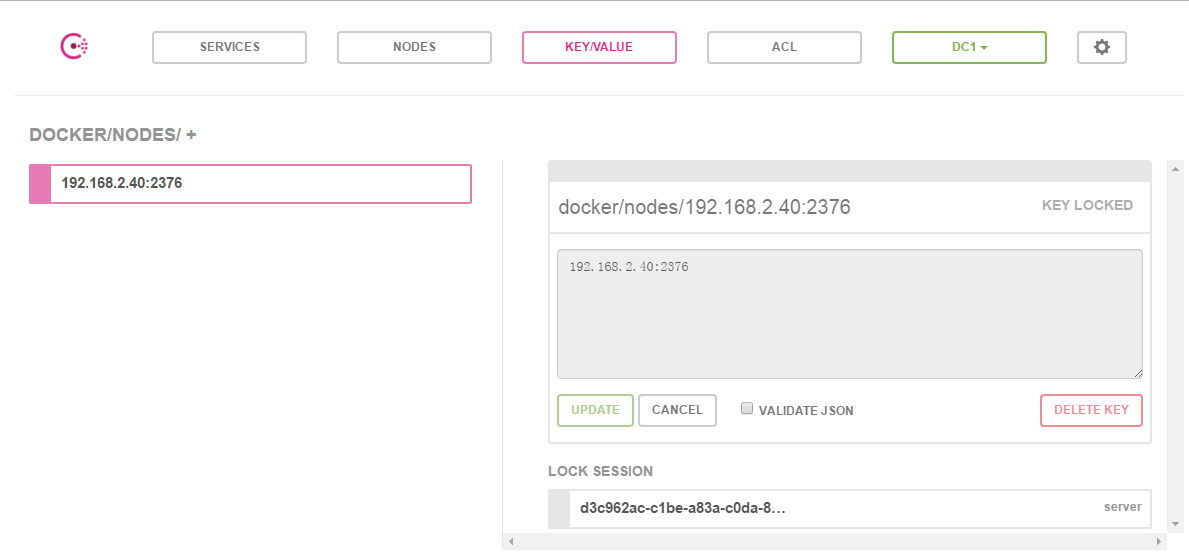 SERVICES NODES KEY/VALUE ACL DC1
DOCKER/NODES/ +
192.168.2.40:2376
docker/nodes/192.168.2.40:2376 KEY LOCKED
192.168.2.40:2376
UPDATE CANCEL VALIDATE JSON DELETE KEY
LOCK SESSION
d3c962ac-c1be-a83a-c0da-8… server